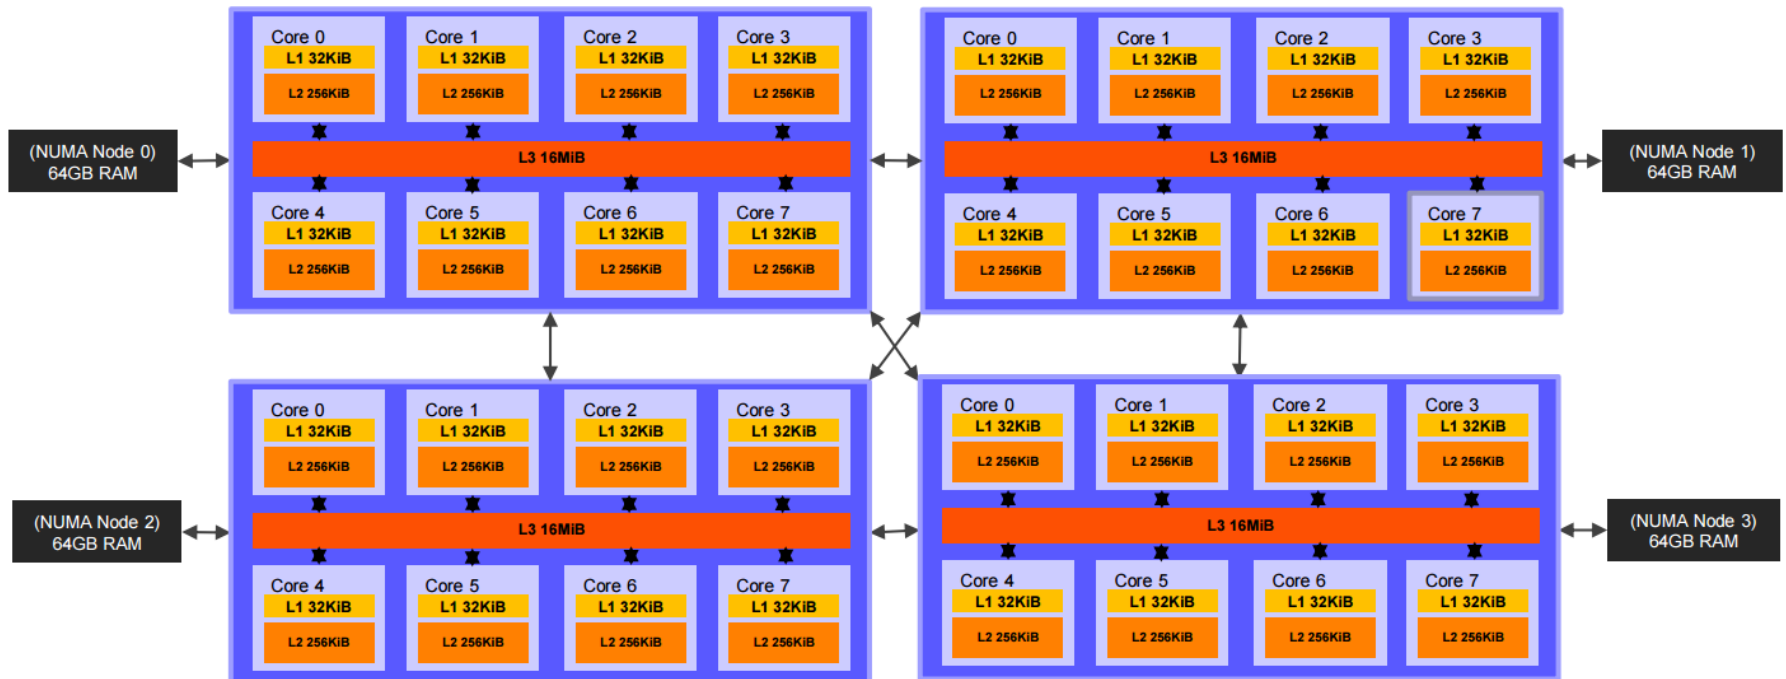 Core 0
L1 32KiB
L2 256KiB
Core 1
L1 32KiB
L2 256KiB
Core 2
L1 32KiB
L2 256KiB
Core 3
L1 32KiB
L2 256KiB
(NUMA Node 0)
64GB RAM
L3 16MiB
Core 4
L1 32KiB
L2 256KiB
Core 5
L1 32KiB
L2 256KiB
Core 6
L1 32KiB
L2 256KiB
Core 7
L1 32KiB
L2 256KiB
Core 0
L1 32KiB
L2 256KiB
Core 1
L1 32KiB
L2 256KiB
Core 2
L1 32KiB
L2 256KiB
Core 3
L1 32KiB
L2 256KiB
L3 16MiB
(NUMA Node 1)
64GB RAM
Core 4
L1 32KiB
L2 256KiB
Core 5
L1 32KiB
L2 256KiB
Core 6
L1 32KiB
L2 256KiB
Core 7
L1 32KiB
L2 256KiB
Core 0
L1 32KiB
L2 256KiB
Core 1
L1 32KiB
L2 256KiB
Core 2
L1 32KiB
L2 256KiB
Core 3
L1 32KiB
L2 256KiB
(NUMA Node 2)
64GB RAM
L3 16MiB
Core 4
L1 32KiB
L2 256KiB
Core 5
L1 32KiB
L2 256KiB
Core 6
L1 32KiB
L2 256KiB
Core 7
L1 32KiB
L2 256KiB
Core 0
L1 32KiB
L2 256KiB
Core 1
L1 32KiB
L2 256KiB
Core 2
L1 32KiB
L2 256KiB
Core 3
L1 32KiB
L2 256KiB
L3 16MiB
(NUMA Node 3)
64GB RAM
Core 4
L1 32KiB
L2 256KiB
Core 5
L1 32KiB
L2 256KiB
Core 6
L1 32KiB
L2 256KiB
Core 7
L1 32KiB
L2 256KiB